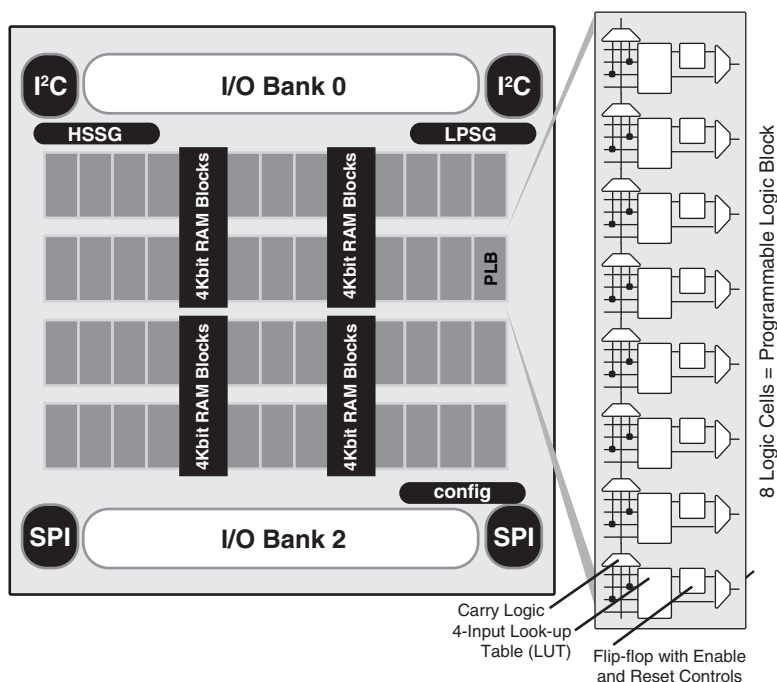 I²C
I/O Bank 0
I²C
HSSG
LPSG
4Kbit RAM Blocks
4Kbit RAM Blocks
PLB
4Kbit RAM Blocks
4Kbit RAM Blocks
config
SPI
I/O Bank 2
SPI
8 Logic Cells = Programmable Logic Block
Carry Logic
4-Input Look-up
Table (LUT)
Flip-flop with Enable
and Reset Controls